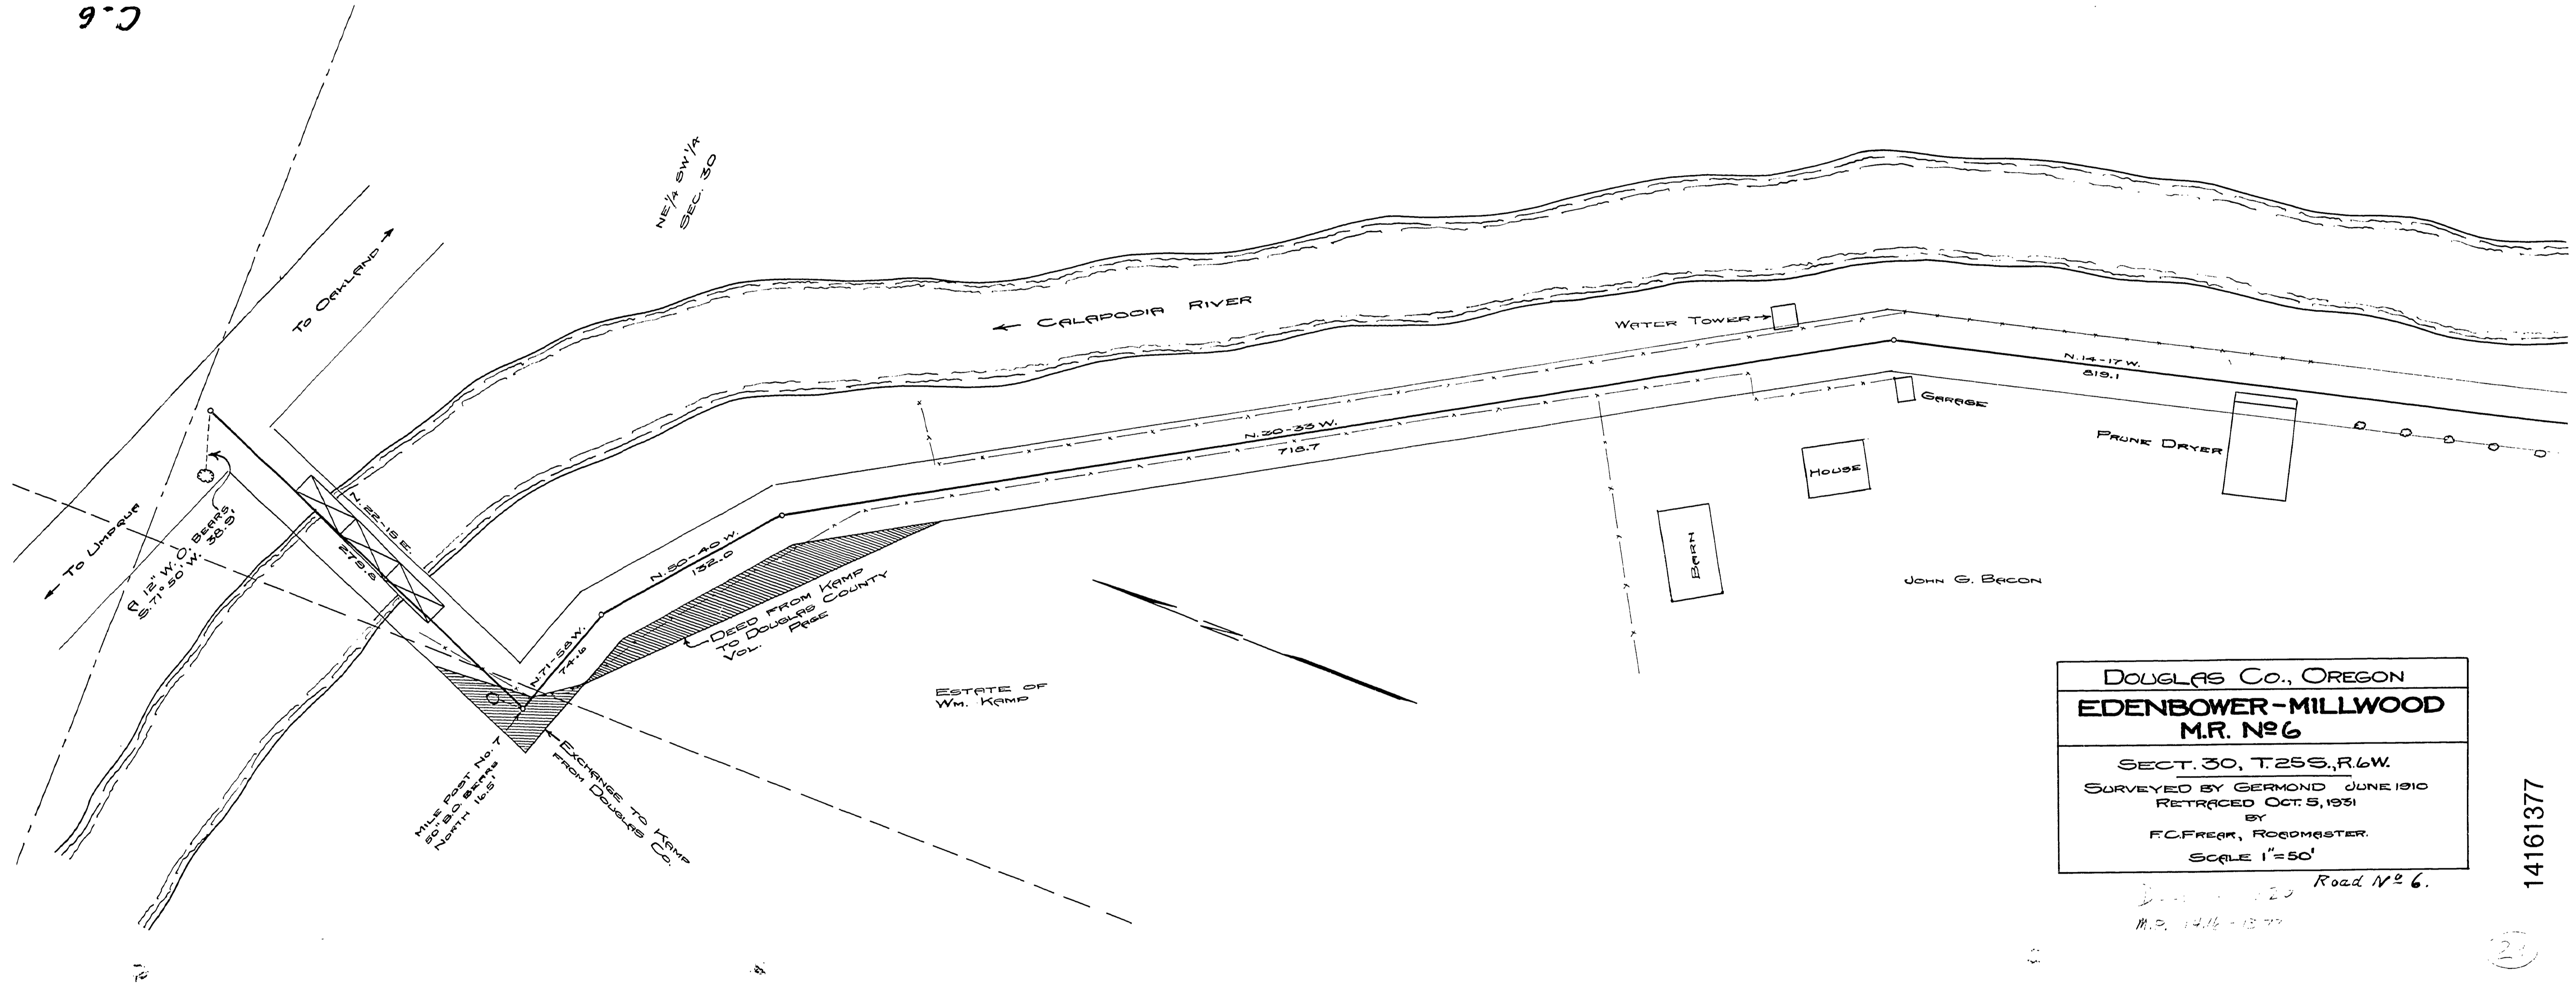 C-6
NE 1/4 SW 1/4
SEC. 30
TO OAKLAND
TO UMPQUA
A 12" W.O. BEARS
S. 71° 50' W. 38.9'
N. 22-15 E.
279.6
← CALAPOOIA RIVER
WATER TOWER
N. 14-17 W.
819.1
GARAGE
PRUNE DRYER
HOUSE
BARN
JOHN G. BACON
N. 30-33 W.
718.7
N. 50-40 W.
132.0
N. 71-58 W.
74.6
DEED FROM KAMP
TO DOUGLAS COUNTY
VOL. PAGE
ESTATE OF
WM. KAMP
MILE POST NO. 7
50" B.O. BEARS
NORTH 16.5'
EXCHANGE TO KAMP
FROM DOUGLAS CO.
DOUGLAS CO., OREGON
EDENBOWER-MILLWOOD
M.R. Nº 6
SECT. 30, T. 25 S., R. 6 W.
SURVEYED BY GERMOND JUNE 1910
RETRACED OCT. 5, 1931
BY
F.C. FREAR, ROADMASTER.
SCALE 1"=50'
Road Nº 6.
M.P. 14.16 - 13.77
14161377